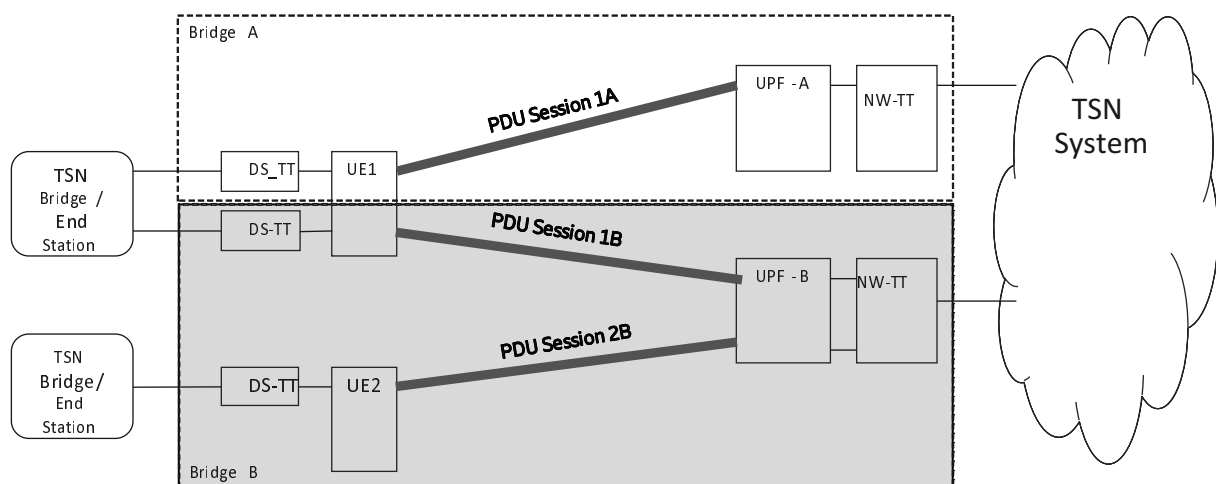 Bridge A
UPF - A
NW-TT
PDU Session 1A
TSN
System
DS_TT
UE1
TSN
Bridge /
End
Station
DS-TT
PDU Session 1B
UPF - B
NW-TT
PDU Session 2B
TSN
Bridge/
End
Station
DS-TT
UE2
Bridge B